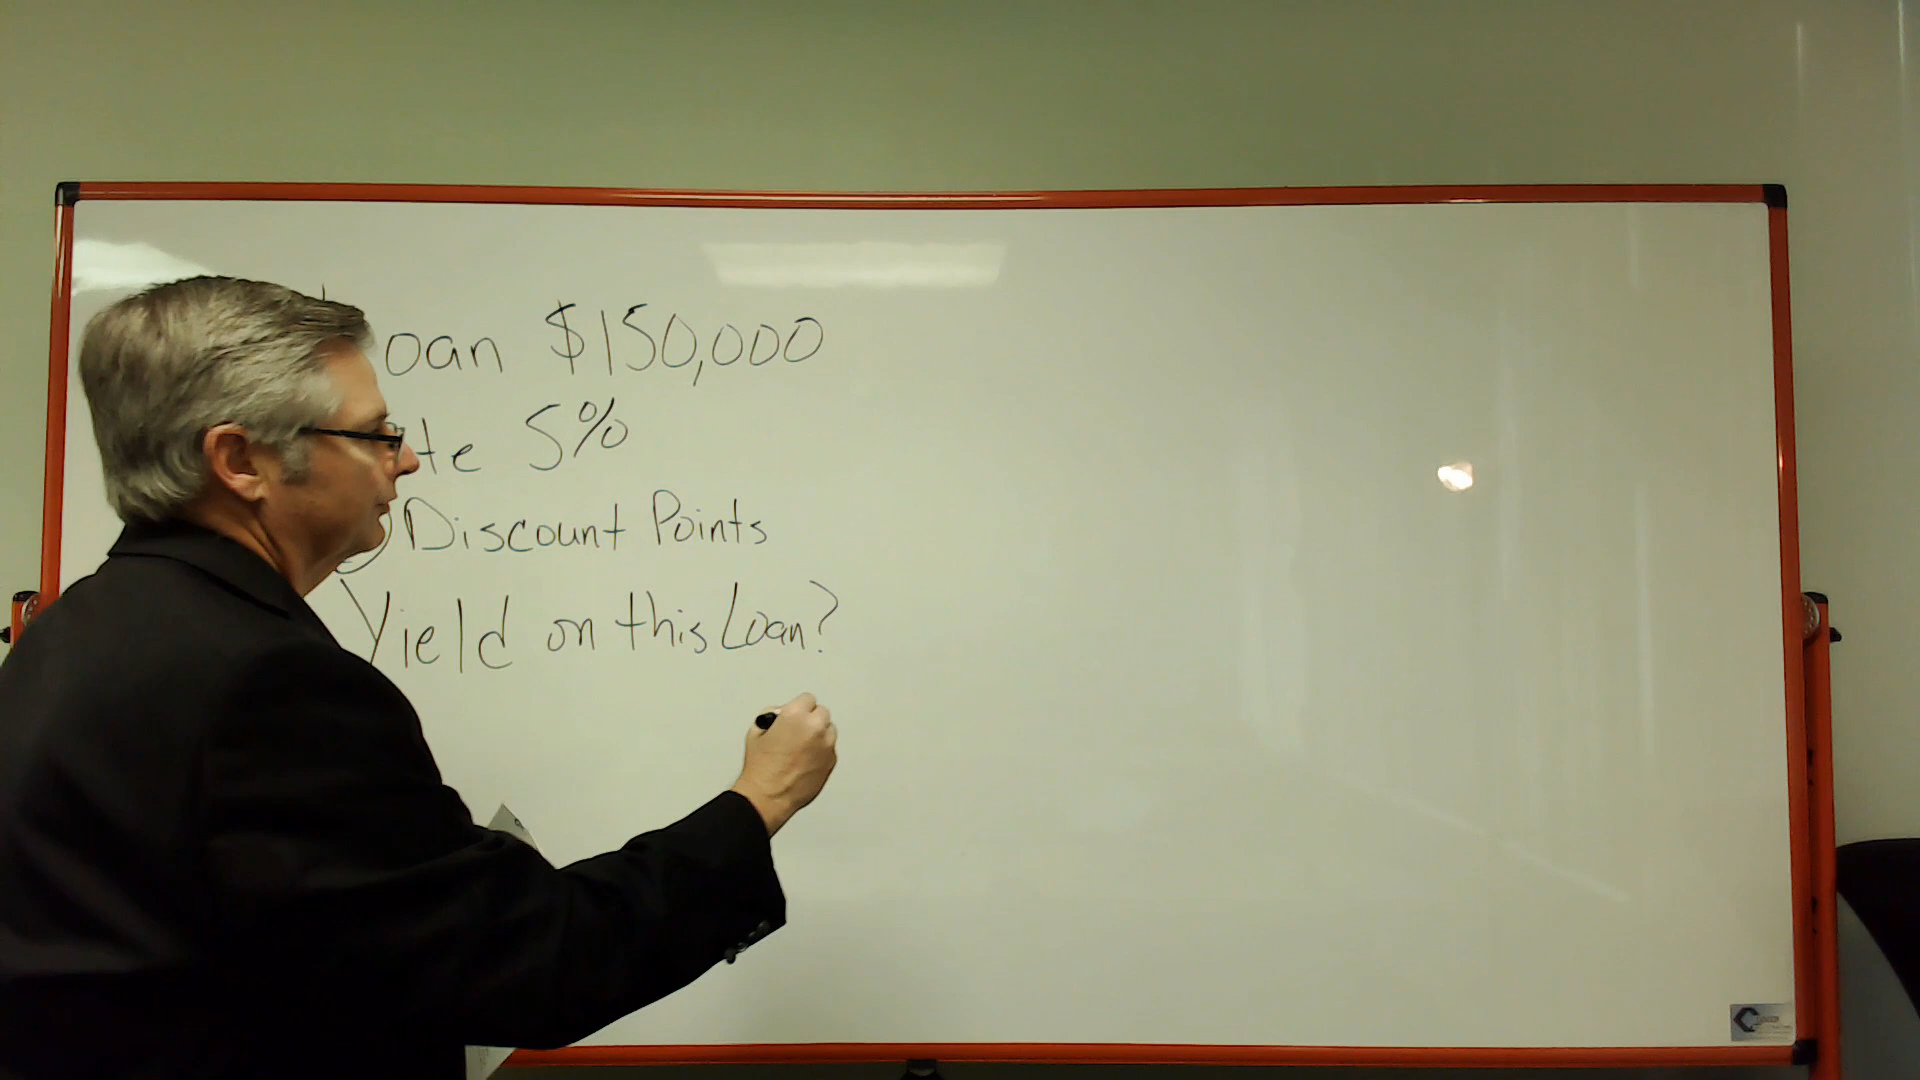 oan $150,000
te 5%
Discount Points
Yield on this Loan?